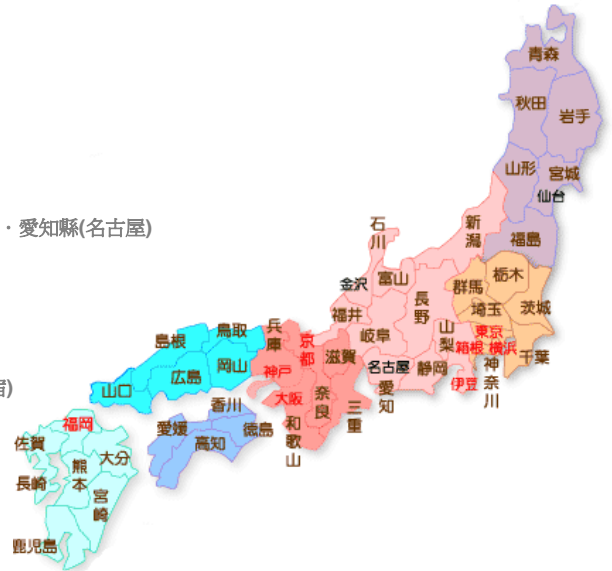 青森
秋田
岩手
山形
宮城
仙台
・愛知縣(名古屋)
石川
新潟
福島
金沢
富山
群馬
栃木
長野
埼玉
茨城
福井
兵庫
鳥取
島根
京都
滋賀
岐阜
山梨
東京
箱根
横浜
千葉
神戸
岡山
広島
山口
名古屋
静岡
伊豆
神奈川
大阪
奈良
愛知
三重
和歌山
香川
徳島
愛媛
高知
福岡
佐賀
大分
長崎
熊本
宮崎
鹿児島